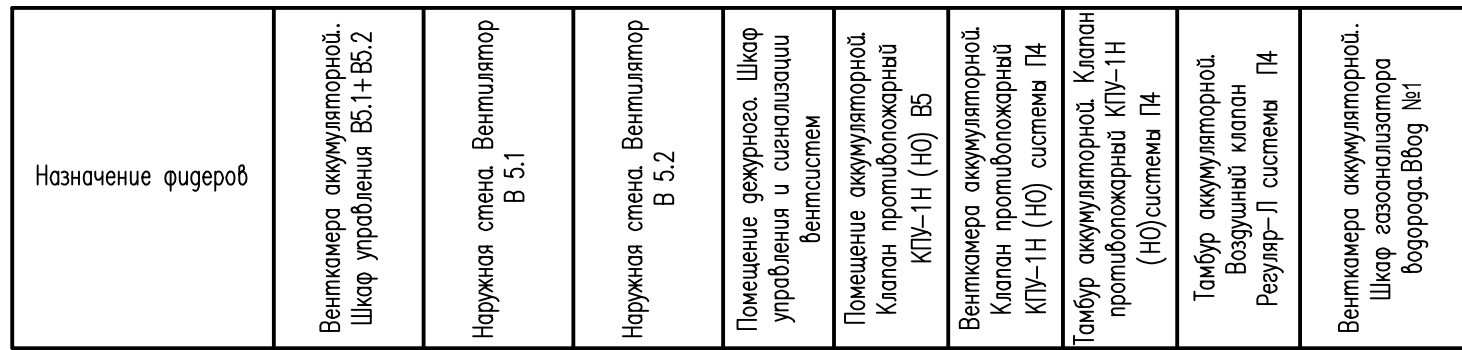 Назначение фидеров
Венткамера аккумуляторной..
Шкаф управления В5.1+В5.2
Наружная стена. Вентилятор
В 5.1
Наружная стена. Вентилятор
В 5.2
Помещение дежурного. Шкаф
управления и сигнализации
вентсистем
Помещение аккумуляторной.
Клапан противопожарный
КПУ-1Н (НО) В5
Венткамера аккумуляторной.
Клапан противопожарный
КПУ-1Н (НО) системы П4
Тамбур аккумуляторной. Клапан
противопожарный КПУ-1Н
(НО)системы П4
Тамбур аккумуляторной.
Воздушный клапан
Регуляр-Л системы П4
Венткамера аккумуляторной..
Шкаф газоанализатора
водорода.Ввод №1